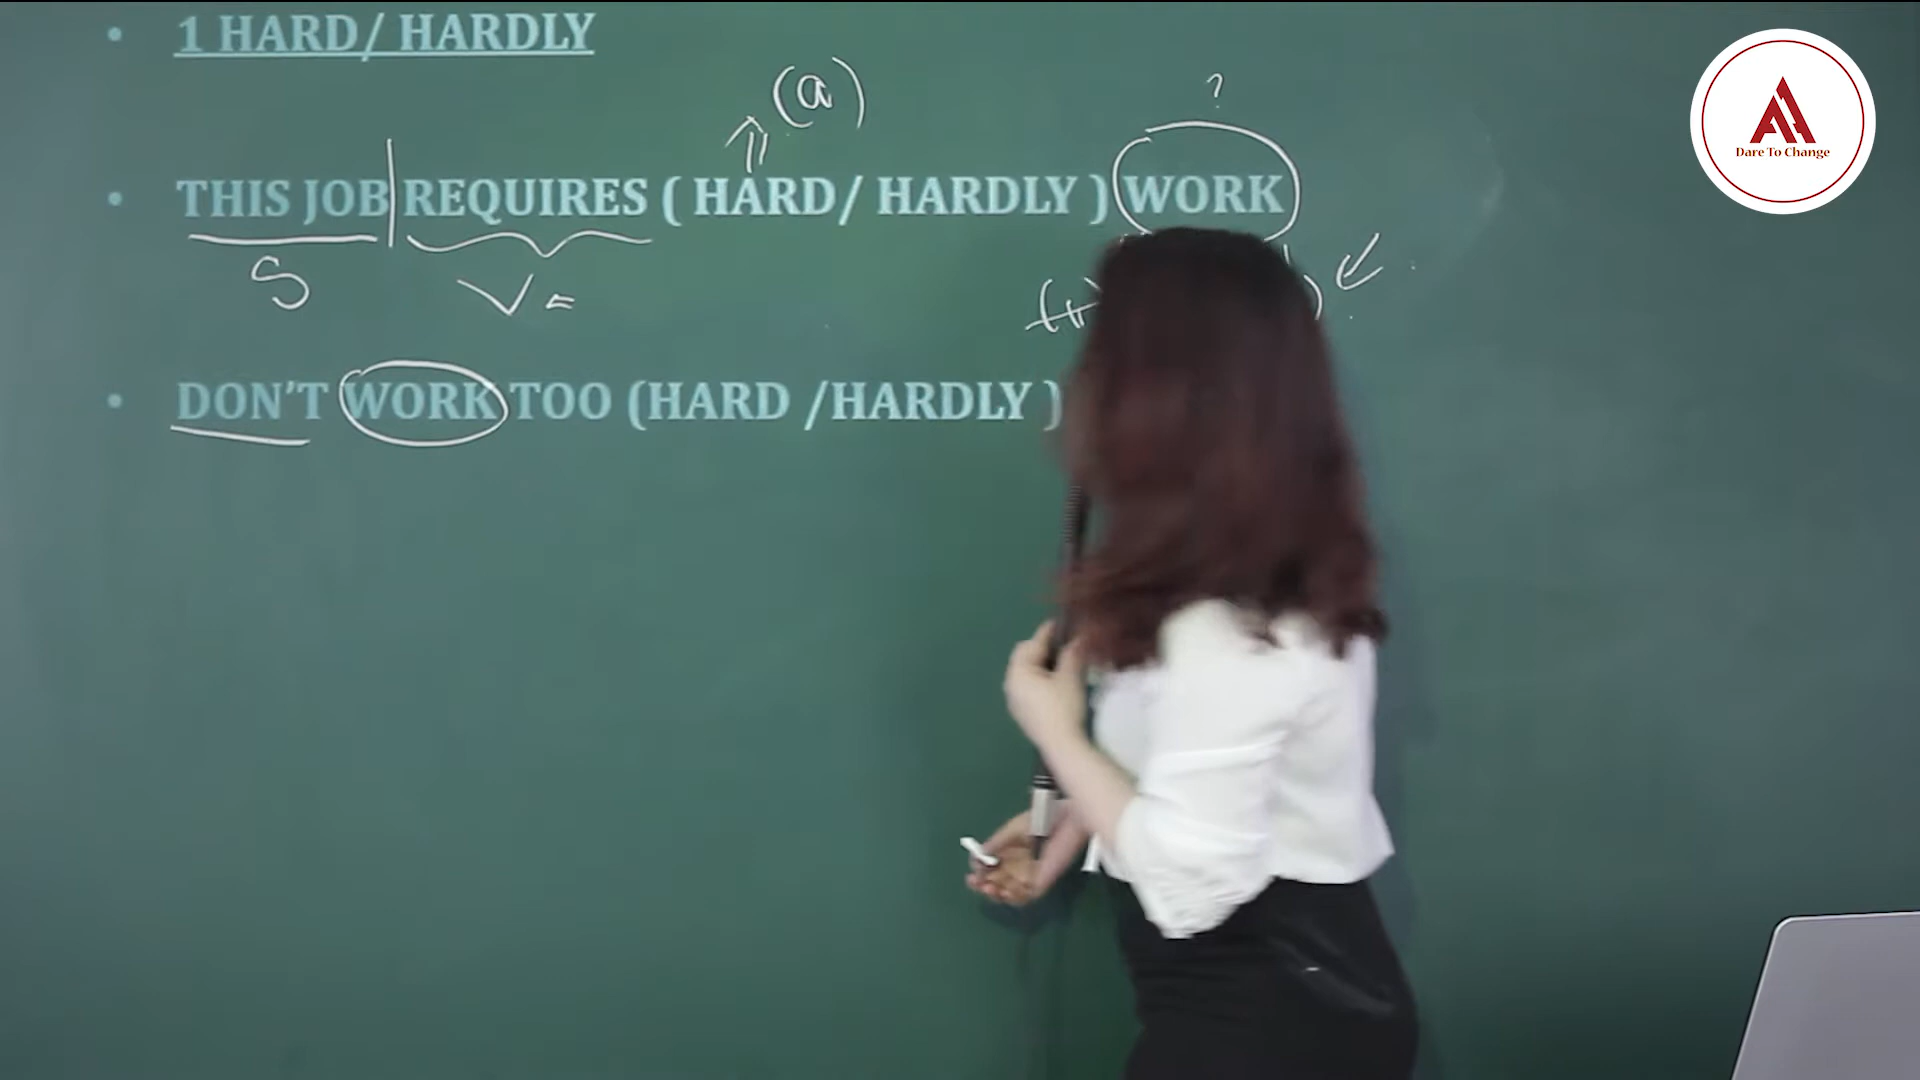 • 1 HARD/ HARDLY
(a) ?
• THIS JOB REQUIRES ( HARD/ HARDLY ) WORK
S V
• DON'T WORK TOO (HARD /HARDLY )
Dare To Change